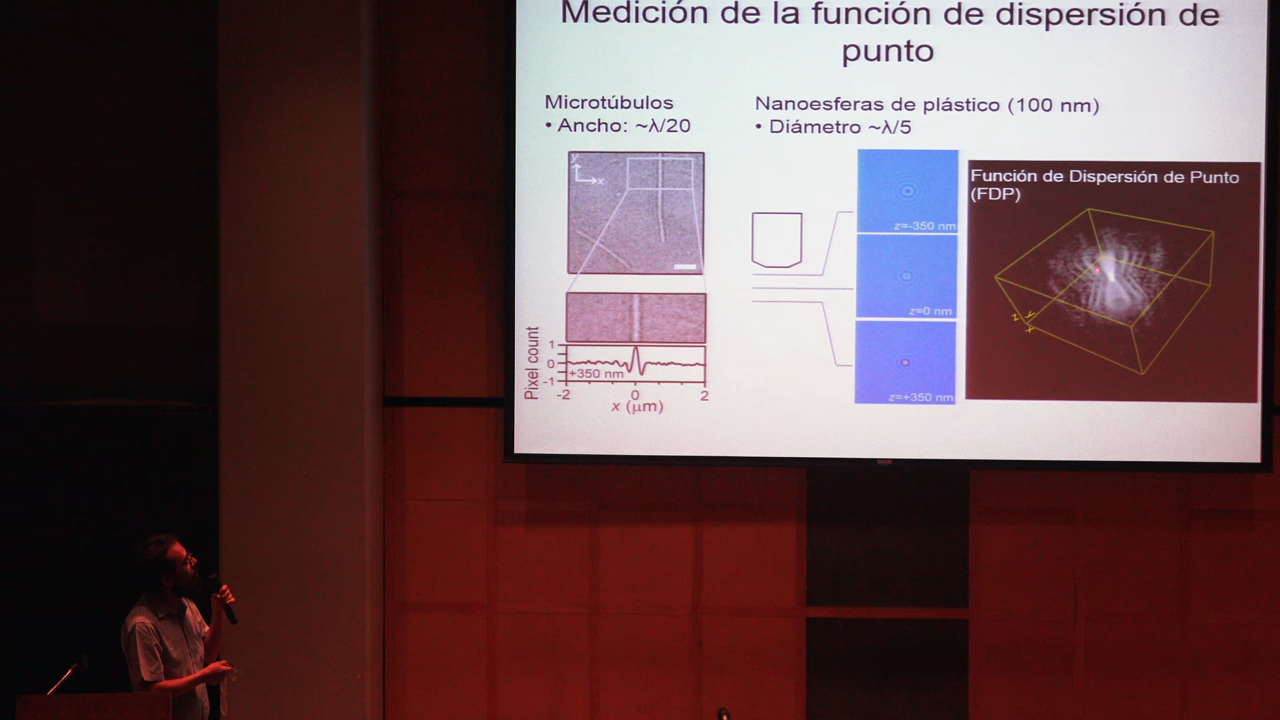 Medición de la función de dispersión de
punto
Microtúbulos
• Ancho: ~λ/20
Nanoesferas de plástico (100 nm)
• Diámetro ~λ/5
y
x
Pixel count
1
0
-1
+350 nm
-2
0
2
x (μm)
z=-350 nm
z=0 nm
z=+350 nm
Función de Dispersión de Punto
(FDP)
z
y
x